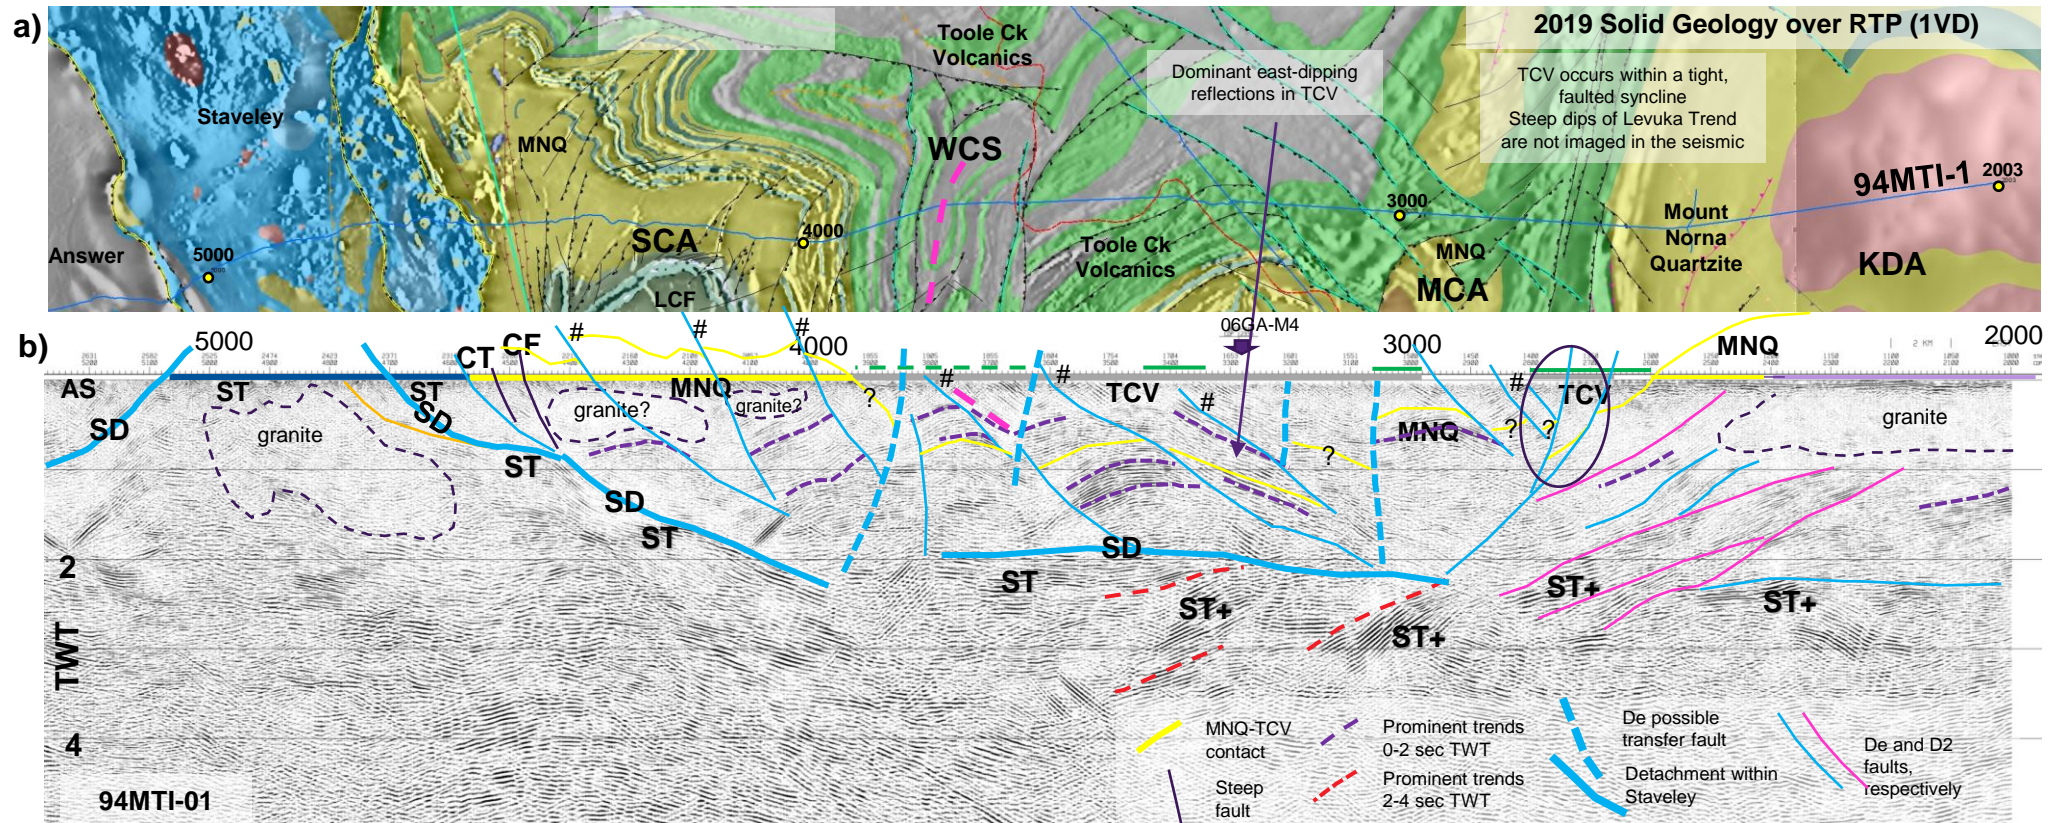 a)
2019 Solid Geology over RTP (1VD)
Toole Ck
Volcanics
Dominant east-dipping
reflections in TCV
TCV occurs within a tight,
faulted syncline
Steep dips of Levuka Trend
are not imaged in the seismic
Staveley
MNQ
WCS
94MTI-1
2003
3000
Mount
Norna
Quartzite
SCA
4000
Toole Ck
Volcanics
MNQ
KDA
Answer
5000
LCF
MCA
b)
5000
CT
CF
#
#
#
4000
06GA-M4
3000
MNQ
2 KM
2000
AS
ST
ST
MNQ
?
#
#
TCV
#
#
TCV
SD
SD
granite
granite?
granite?
MNQ
?
?
?
granite
ST
SD
ST
SD
ST
ST+
ST+
ST+
ST+
2
TWT
4
94MTI-01
MNQ-TCV
contact
Steep
fault
Prominent trends
0-2 sec TWT
Prominent trends
2-4 sec TWT
De possible
transfer fault
Detachment within
Staveley
De and D2
faults,
respectively